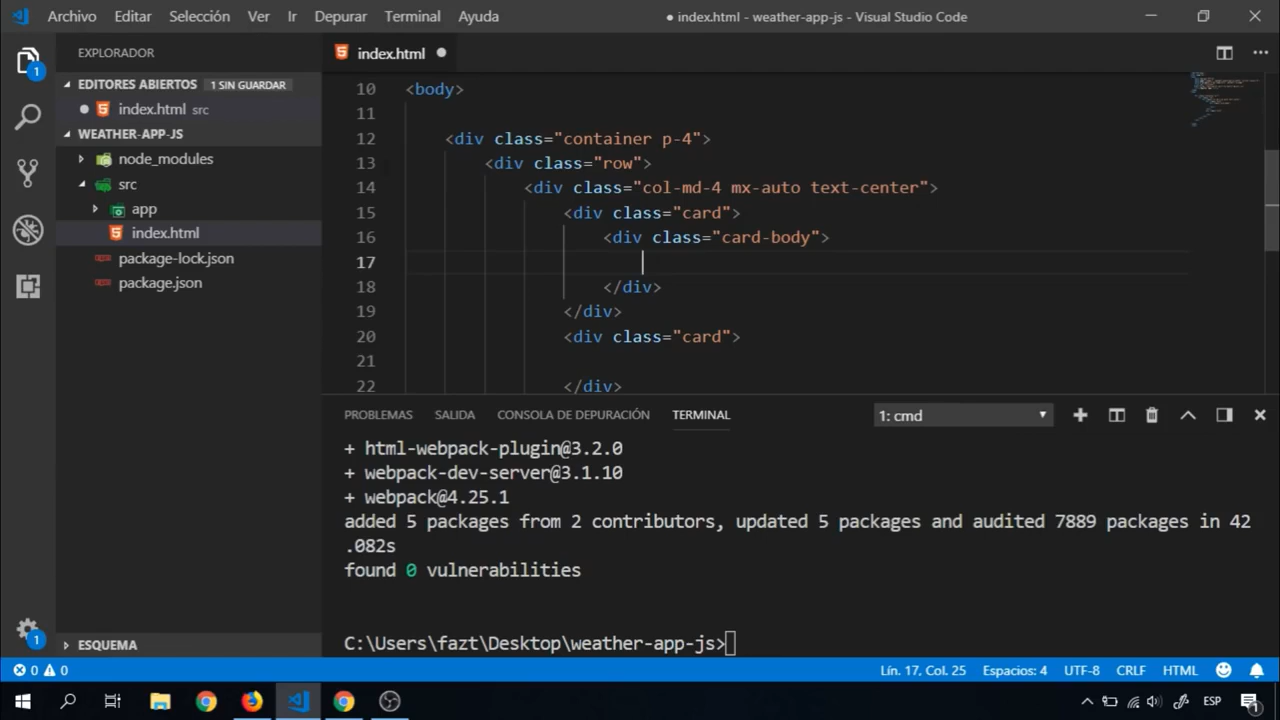 Archivo Editar Selección Ver Ir Depurar Terminal Ayuda ● index.html - weather-app-js - Visual Studio Code
EXPLORADOR
EDITORES ABIERTOS 1 SIN GUARDAR
index.html src
WEATHER-APP-JS
node_modules
src
app
index.html
package-lock.json
package.json
ESQUEMA
1
1
index.html
10 <body>
11
12 <div class="container p-4">
13 <div class="row">
14 <div class="col-md-4 mx-auto text-center">
15 <div class="card">
16 <div class="card-body">
17
18 </div>
19 </div>
20 <div class="card">
21
22 </div>
PROBLEMAS SALIDA CONSOLA DE DEPURACIÓN TERMINAL 1: cmd
+ html-webpack-plugin@3.2.0
+ webpack-dev-server@3.1.10
+ webpack@4.25.1
added 5 packages from 2 contributors, updated 5 packages and audited 7889 packages in 42
.082s
found 0 vulnerabilities
C:\Users\fazt\Desktop\weather-app-js>
0 0 Lín. 17, Col. 25 Espacios: 4 UTF-8 CRLF HTML
ESP 1